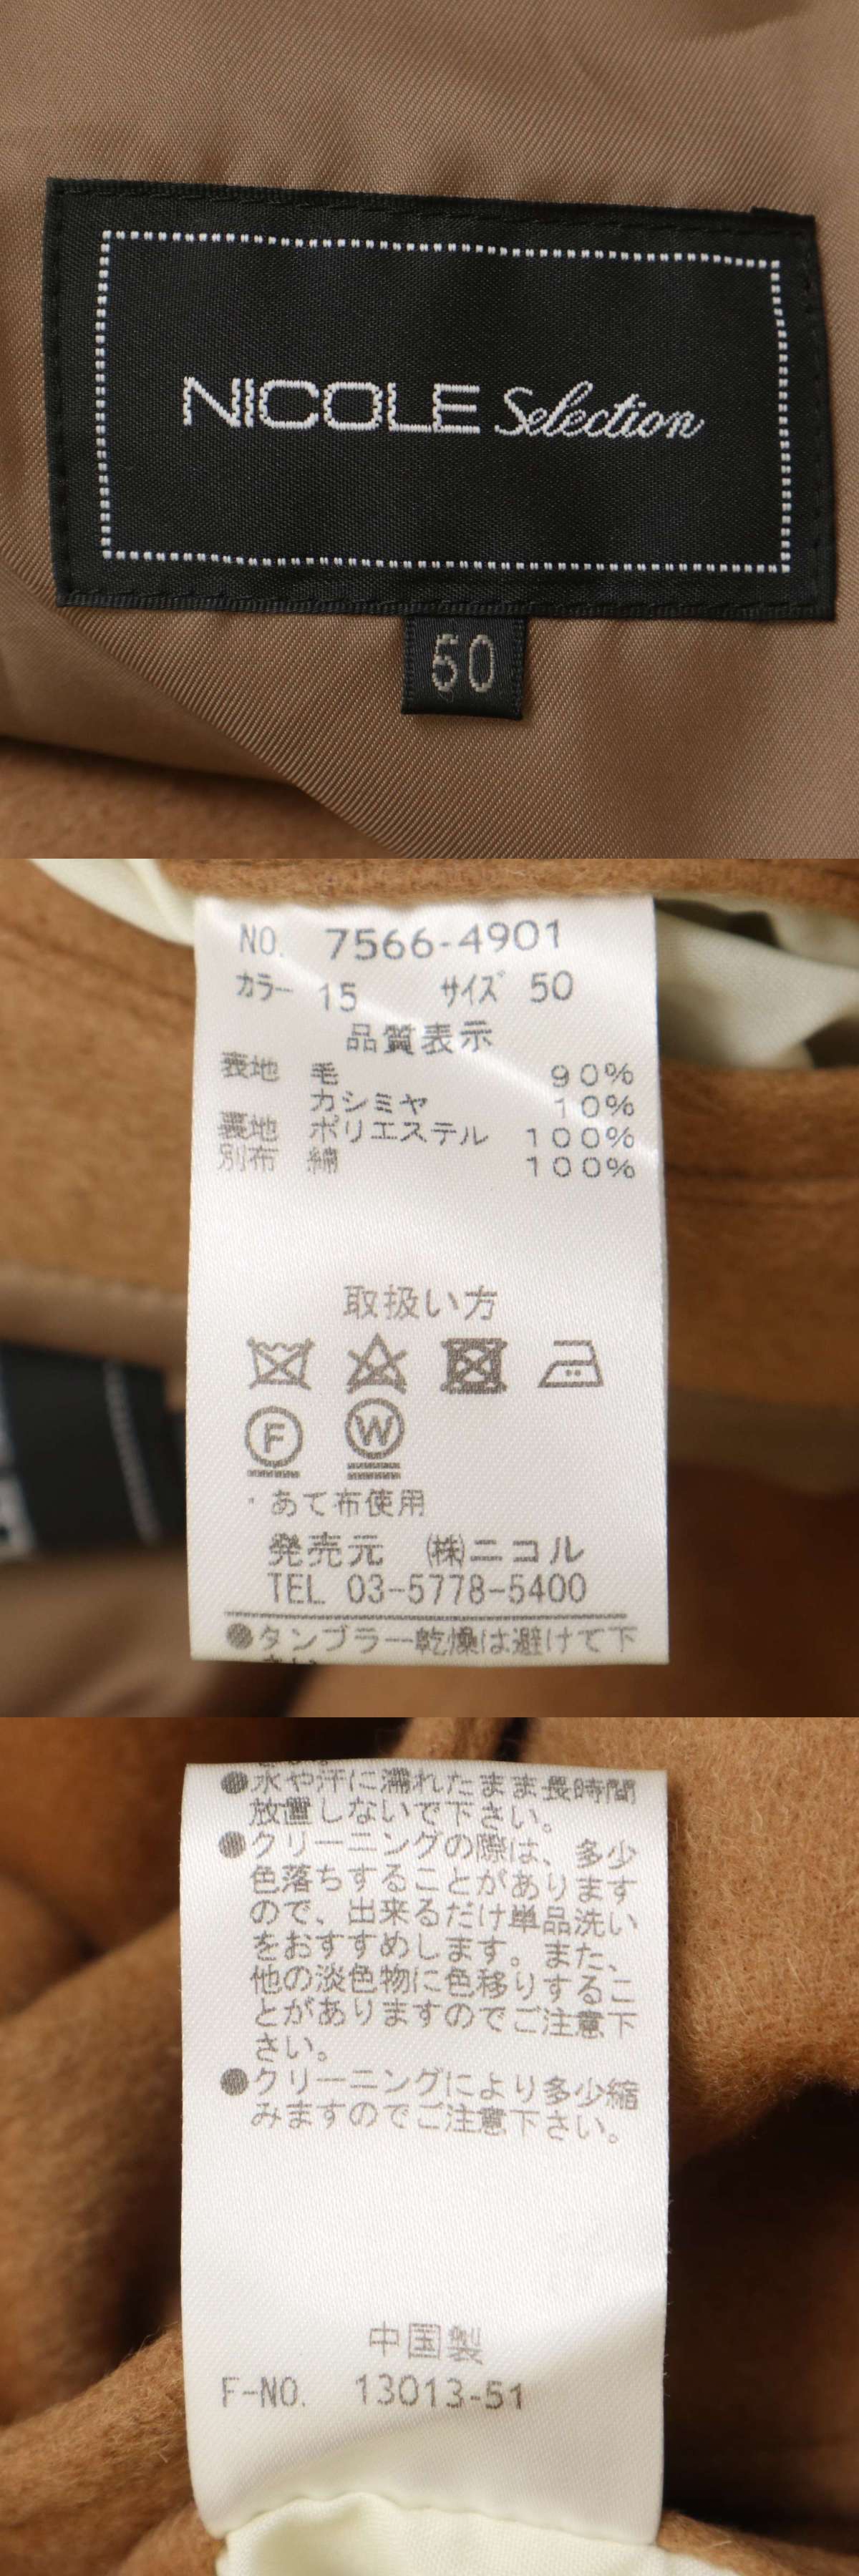 NICOLE Selection
50
NO. 7566-4901
カラー 15 サイズ 50
品質表示
表地 毛 90%
カシミヤ 10%
裏地 ポリエステル 100%
別布 綿 100%
取扱い方
F W
・あて布使用
発売元 (株)ニコル
TEL 03-5778-5400
●タンブラー乾燥は避けて下
さい。
●水や汗に濡れたまま長時間
放置しないで下さい。
●クリーニングの際は、多少
色落ちすることがあります
ので、出来るだけ単品洗い
をおすすめします。また、
他の淡色物に色移りするこ
とがありますのでご注意下
さい。
●クリーニングにより多少縮
みますのでご注意下さい。
中国製
F-NO. 13013-51